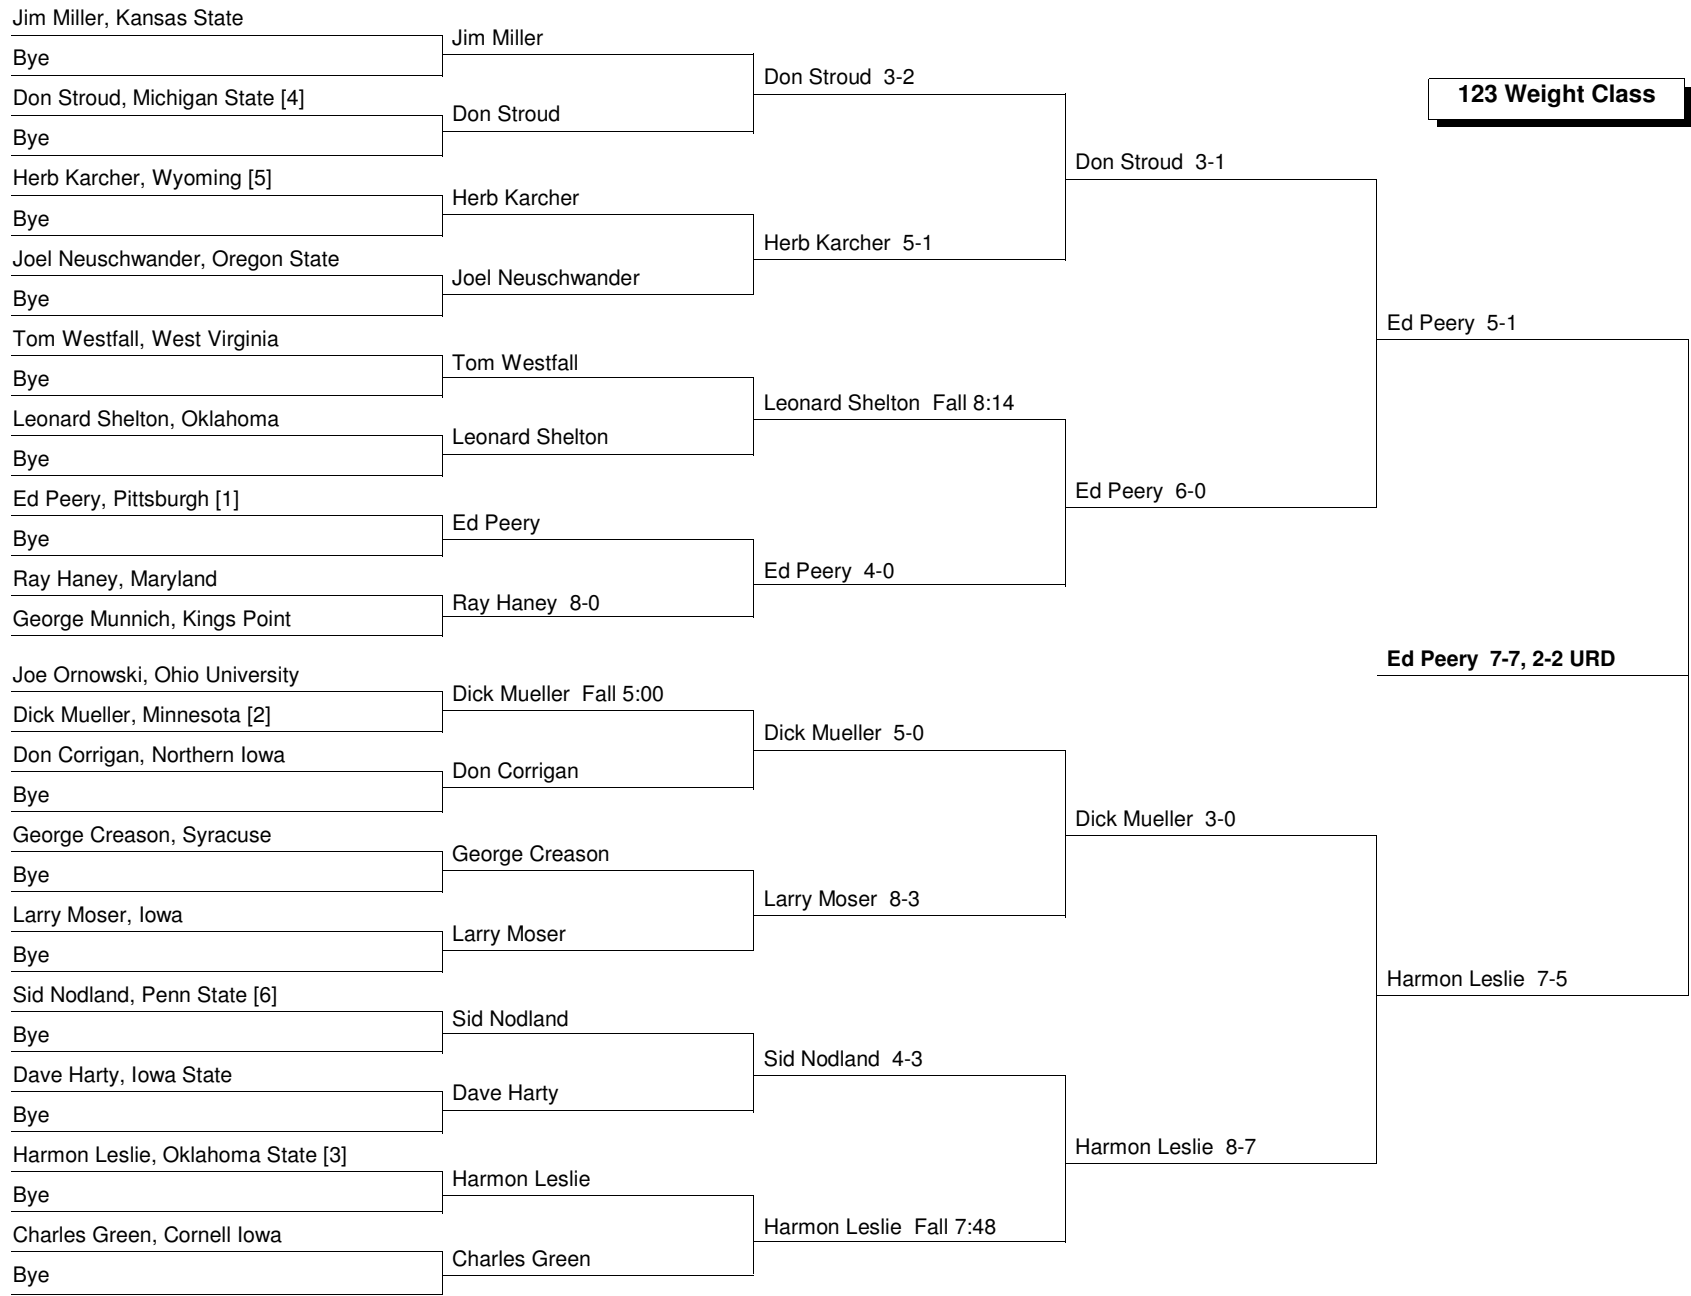 Jim Miller, Kansas State
Bye
Don Stroud, Michigan State [4]
Bye
Herb Karcher, Wyoming [5]
Bye
Joel Neuschwander, Oregon State
Bye
Tom Westfall, West Virginia
Bye
Leonard Shelton, Oklahoma
Bye
Ed Peery, Pittsburgh [1]
Bye
Ray Haney, Maryland
George Munnich, Kings Point
Joe Ornowski, Ohio University
Dick Mueller, Minnesota [2]
Don Corrigan, Northern Iowa
Bye
George Creason, Syracuse
Bye
Larry Moser, Iowa
Bye
Sid Nodland, Penn State [6]
Bye
Dave Harty, Iowa State
Bye
Harmon Leslie, Oklahoma State [3]
Bye
Charles Green, Cornell Iowa
Bye
Jim Miller
Don Stroud
Herb Karcher
Joel Neuschwander
Tom Westfall
Leonard Shelton
Ed Peery
Ray Haney 8-0
Dick Mueller Fall 5:00
Don Corrigan
George Creason
Larry Moser
Sid Nodland
Dave Harty
Harmon Leslie
Charles Green
Don Stroud 3-2
Herb Karcher 5-1
Leonard Shelton Fall 8:14
Ed Peery 4-0
Dick Mueller 5-0
Larry Moser 8-3
Sid Nodland 4-3
Harmon Leslie Fall 7:48
Don Stroud 3-1
Ed Peery 6-0
Dick Mueller 3-0
Harmon Leslie 8-7
123 Weight Class
Ed Peery 5-1
Ed Peery 7-7, 2-2 URD
Harmon Leslie 7-5